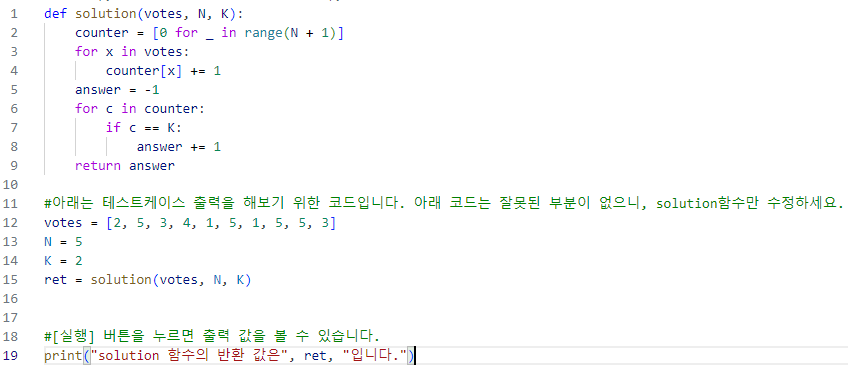 1 def solution(votes, N, K):
2     counter = [0 for _ in range(N + 1)]
3     for x in votes:
4         counter[x] += 1
5     answer = -1
6     for c in counter:
7         if c == K:
8             answer += 1
9     return answer
10
11 #아래는 테스트케이스 출력을 해보기 위한 코드입니다. 아래 코드는 잘못된 부분이 없으니, solution함수만 수정하세요.
12 votes = [2, 5, 3, 4, 1, 5, 1, 5, 5, 3]
13 N = 5
14 K = 2
15 ret = solution(votes, N, K)
16
17
18 #[실행] 버튼을 누르면 출력 값을 볼 수 있습니다.
19 print("solution 함수의 반환 값은", ret, "입니다.")